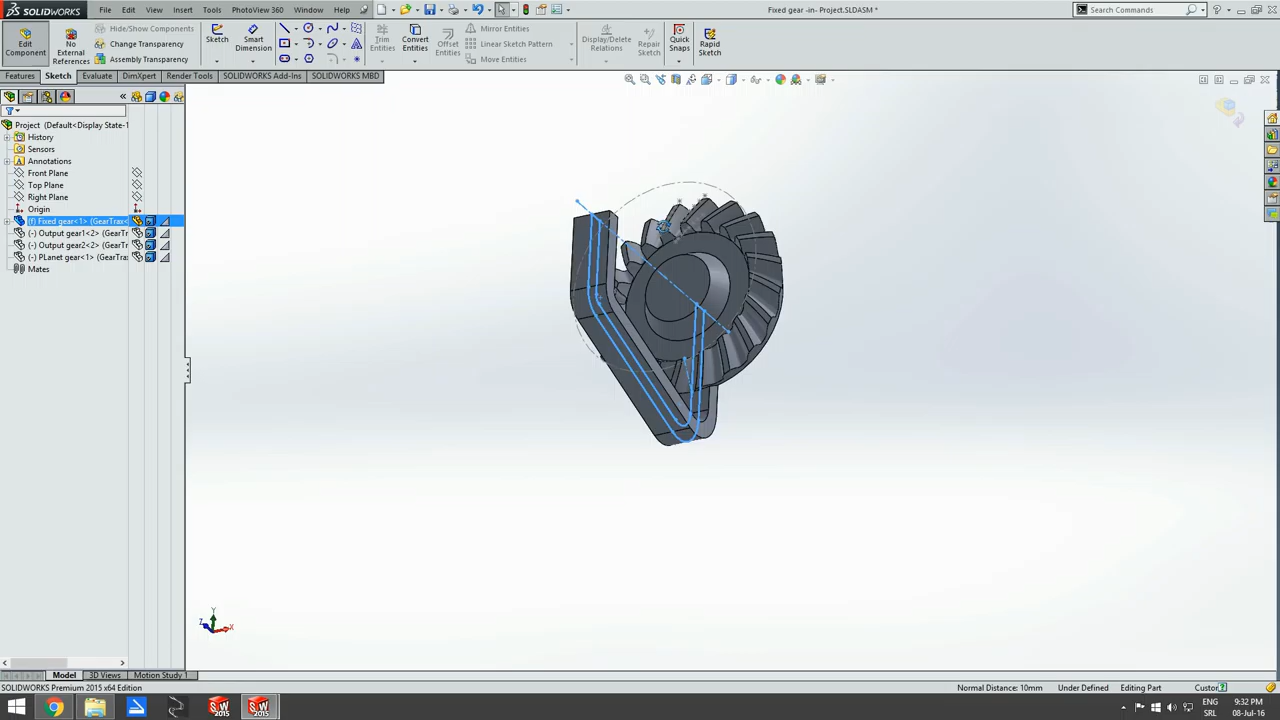 SOLIDWORKS
File Edit View Insert Tools PhotoView 360 Window Help
Fixed gear -in- Project.SLDASM *
Search Commands
Edit Component
No External References
Hide/Show Components
Change Transparency
Assembly Transparency
Sketch
Smart Dimension
Trim Entities
Convert Entities
Offset Entities
Mirror Entities
Linear Sketch Pattern
Move Entities
Display/Delete Relations
Repair Sketch
Quick Snaps
Rapid Sketch
Features Sketch Evaluate DimXpert Render Tools SOLIDWORKS Add-Ins SOLIDWORKS MBD
Project (Default<Display State-1
History
Sensors
Annotations
Front Plane
Top Plane
Right Plane
Origin
(f) Fixed gear<1> (GearTrax<
(-) Output gear1<2> (GearTr
(-) Output gear2<2> (GearTr
(-) PLanet gear<1> (GearTrax
Mates
Y
Z X
Model 3D Views Motion Study 1
SOLIDWORKS Premium 2015 x64 Edition
Normal Distance: 10mm Under Defined Editing Part Custo
ENG 9:32 PM
SRL 08-Jul-16